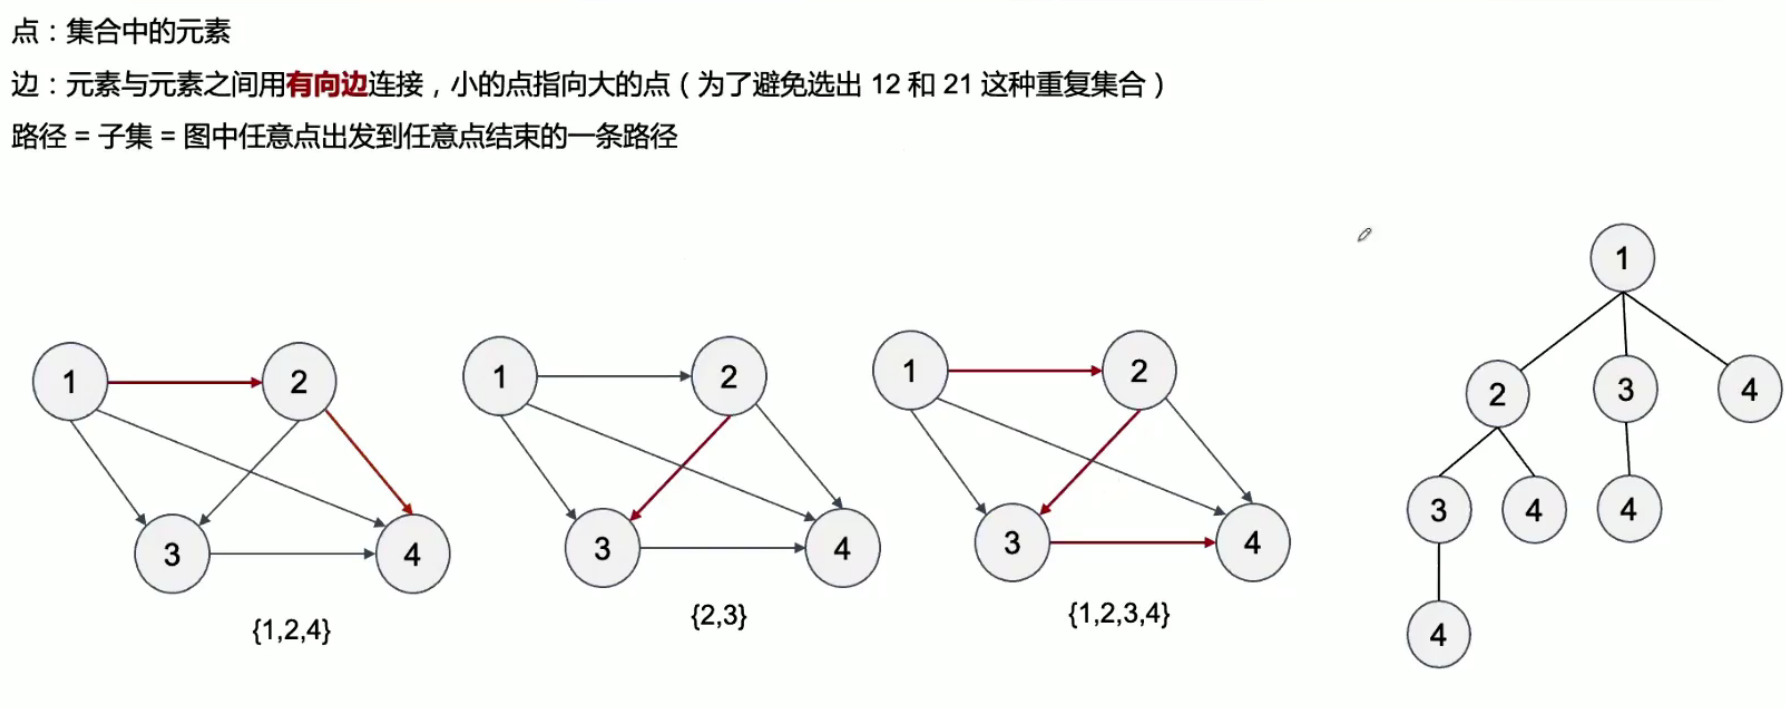 点：集合中的元素
边：元素与元素之间用有向边连接，小的点指向大的点（为了避免选出 12 和 21 这种重复集合）
路径 = 子集 = 图中任意点出发到任意点结束的一条路径
1 2
3 4
{1,2,4}
1 2
3 4
{2,3}
1 2
3 4
{1,2,3,4}
1
2 3 4
3 4 4
4